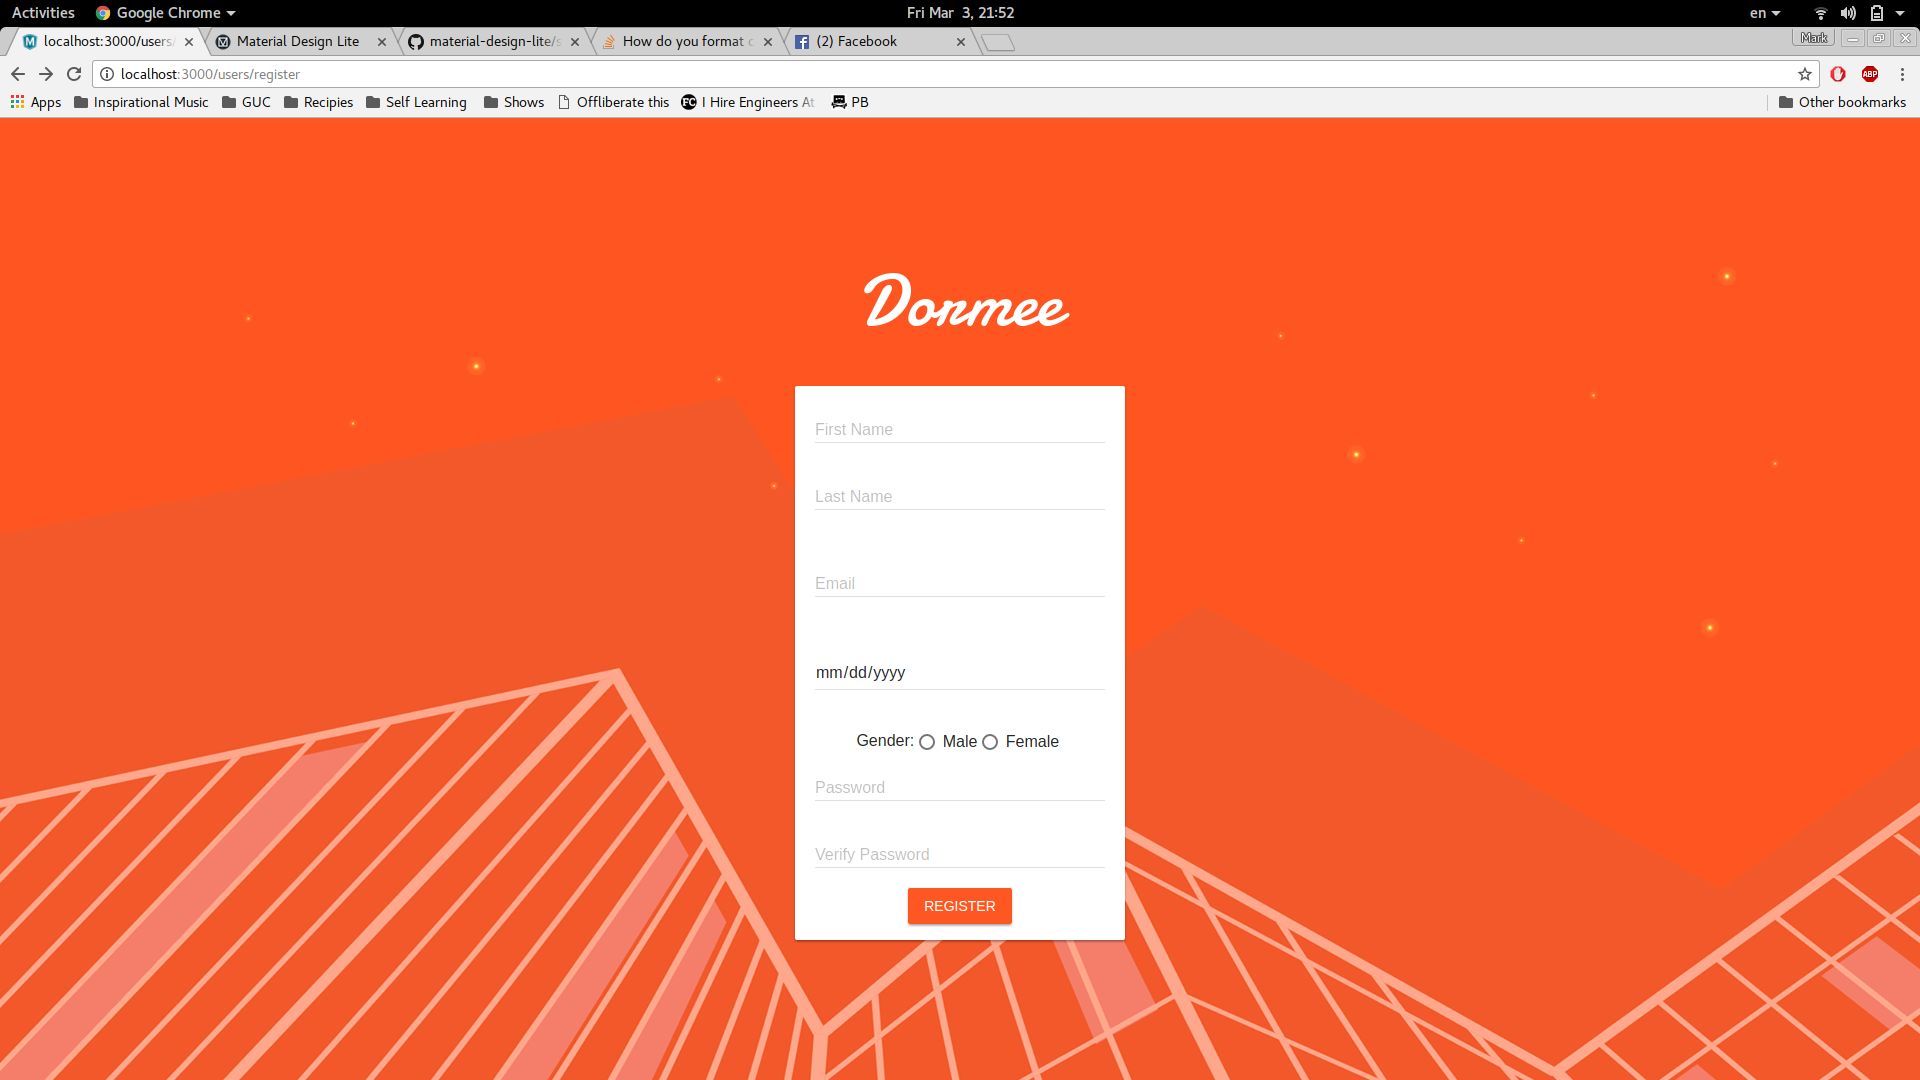 Activities Google Chrome Fri Mar 3, 21:52 en
localhost:3000/users/ Material Design Lite material-design-lite/s How do you format c (2) Facebook Mark
localhost:3000/users/register ABP
Apps Inspirational Music GUC Recipies Self Learning Shows Offliberate this FC I Hire Engineers At PB Other bookmarks
Dormee
First Name
Last Name
Email
mm/dd/yyyy
Gender: Male Female
Password
Verify Password
REGISTER